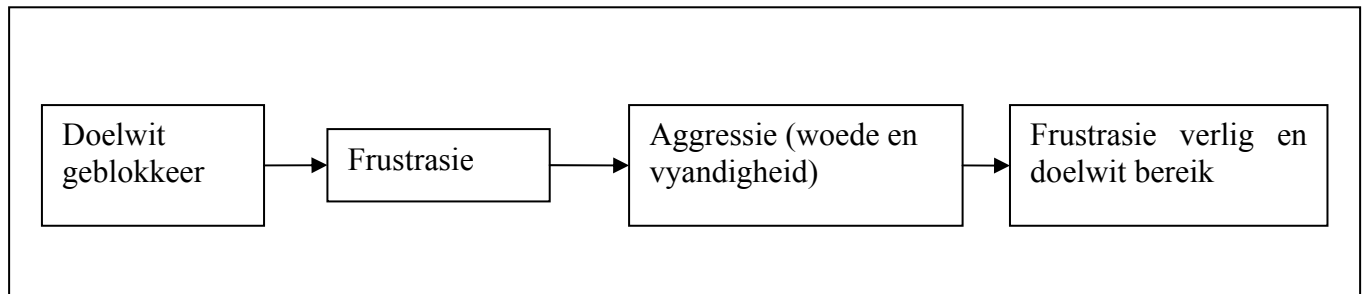 Doelwit
geblokkeer
Frustrasie
Aggressie (woede en
vyandigheid)
Frustrasie verlig en
doelwit bereik